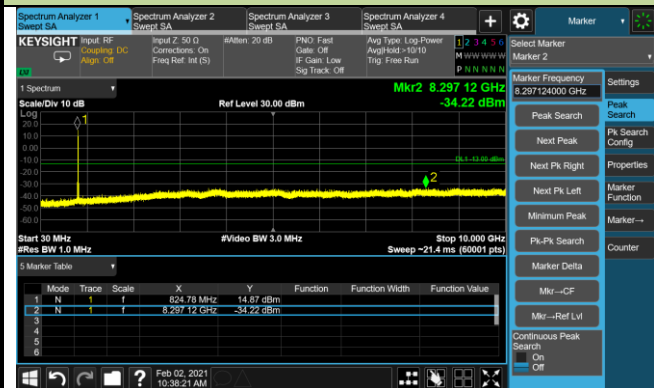 Spectrum Analyzer 1
Swept SA
Spectrum Analyzer 2
Swept SA
Spectrum Analyzer 3
Swept SA
Spectrum Analyzer 4
Swept SA
+
Marker
KEYSIGHT
Input: RF
Coupling: DC
Align: Off
Input Z: 50 Ω
Corrections: On
Freq Ref: Int (S)
#Atten: 20 dB
PNO: Fast
Gate: Off
IF Gain: Low
Sig Track: Off
Avg Type: Log-Power
Avg|Hold:>10/10
Trig: Free Run
1 2 3 4 5 6
M W W W W W
P N N N N N
LXI
Select Marker
Marker 2
1 Spectrum
Mkr2 8.297 12 GHz
-34.22 dBm
Scale/Div 10 dB
Ref Level 30.00 dBm
Log
20.0
10.0
0.00
-10.0
-20.0
-30.0
-40.0
-50.0
-60.0
1
DL1 -13.00 dBm
2
Start 30 MHz
#Video BW 3.0 MHz
Stop 10.000 GHz
#Res BW 1.0 MHz
Sweep ~21.4 ms (60001 pts)
5 Marker Table
Mode Trace Scale X Y Function Function Width Function Value
1 N 1 f 824.78 MHz 14.87 dBm
2 N 1 f 8.297 12 GHz -34.22 dBm
3
4
5
6
Marker Frequency
8.297124000 GHz
Peak Search
Next Peak
Next Pk Right
Next Pk Left
Minimum Peak
Pk-Pk Search
Marker Delta
Mkr→CF
Mkr→Ref Lvl
Continuous Peak
Search
On
Off
Settings
Peak
Search
Pk Search
Config
Properties
Marker
Function
Marker→
Counter
?
Feb 02, 2021
10:38:21 AM